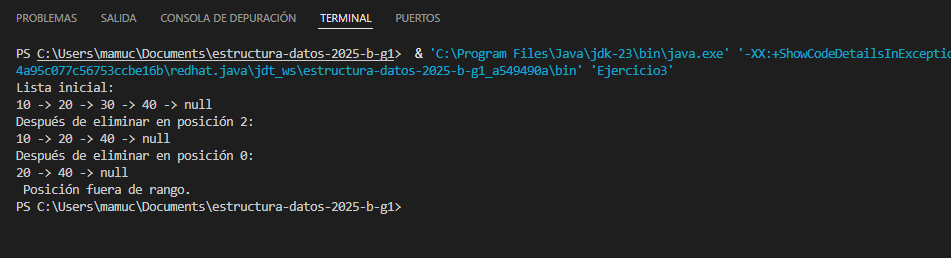 PROBLEMAS SALIDA CONSOLA DE DEPURACIÓN TERMINAL PUERTOS
PS C:\Users\mamuc\Documents\estructura-datos-2025-b-g1> & 'C:\Program Files\Java\jdk-23\bin\java.exe' '-XX:+ShowCodeDetailsInExceptio
4a95c077c56753ccbe16b\redhat.java\jdt_ws\estructura-datos-2025-b-g1_a549490a\bin' 'Ejercicio3'
Lista inicial:
10 -> 20 -> 30 -> 40 -> null
Después de eliminar en posición 2:
10 -> 20 -> 40 -> null
Después de eliminar en posición 0:
20 -> 40 -> null
Posición fuera de rango.
PS C:\Users\mamuc\Documents\estructura-datos-2025-b-g1>